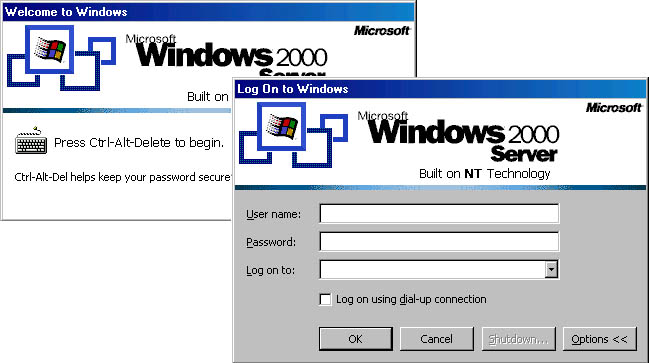 Welcome to Windows
Microsoft
Microsoft
Windows 2000
Server
Built on
Press Ctrl-Alt-Delete to begin.
Ctrl-Alt-Del helps keep your password secure
Log On to Windows
Microsoft
Microsoft
Windows 2000
Server
Built on NT Technology
User name:
Password:
Log on to:
Log on using dial-up connection
OK
Cancel
Shutdown...
Options <<